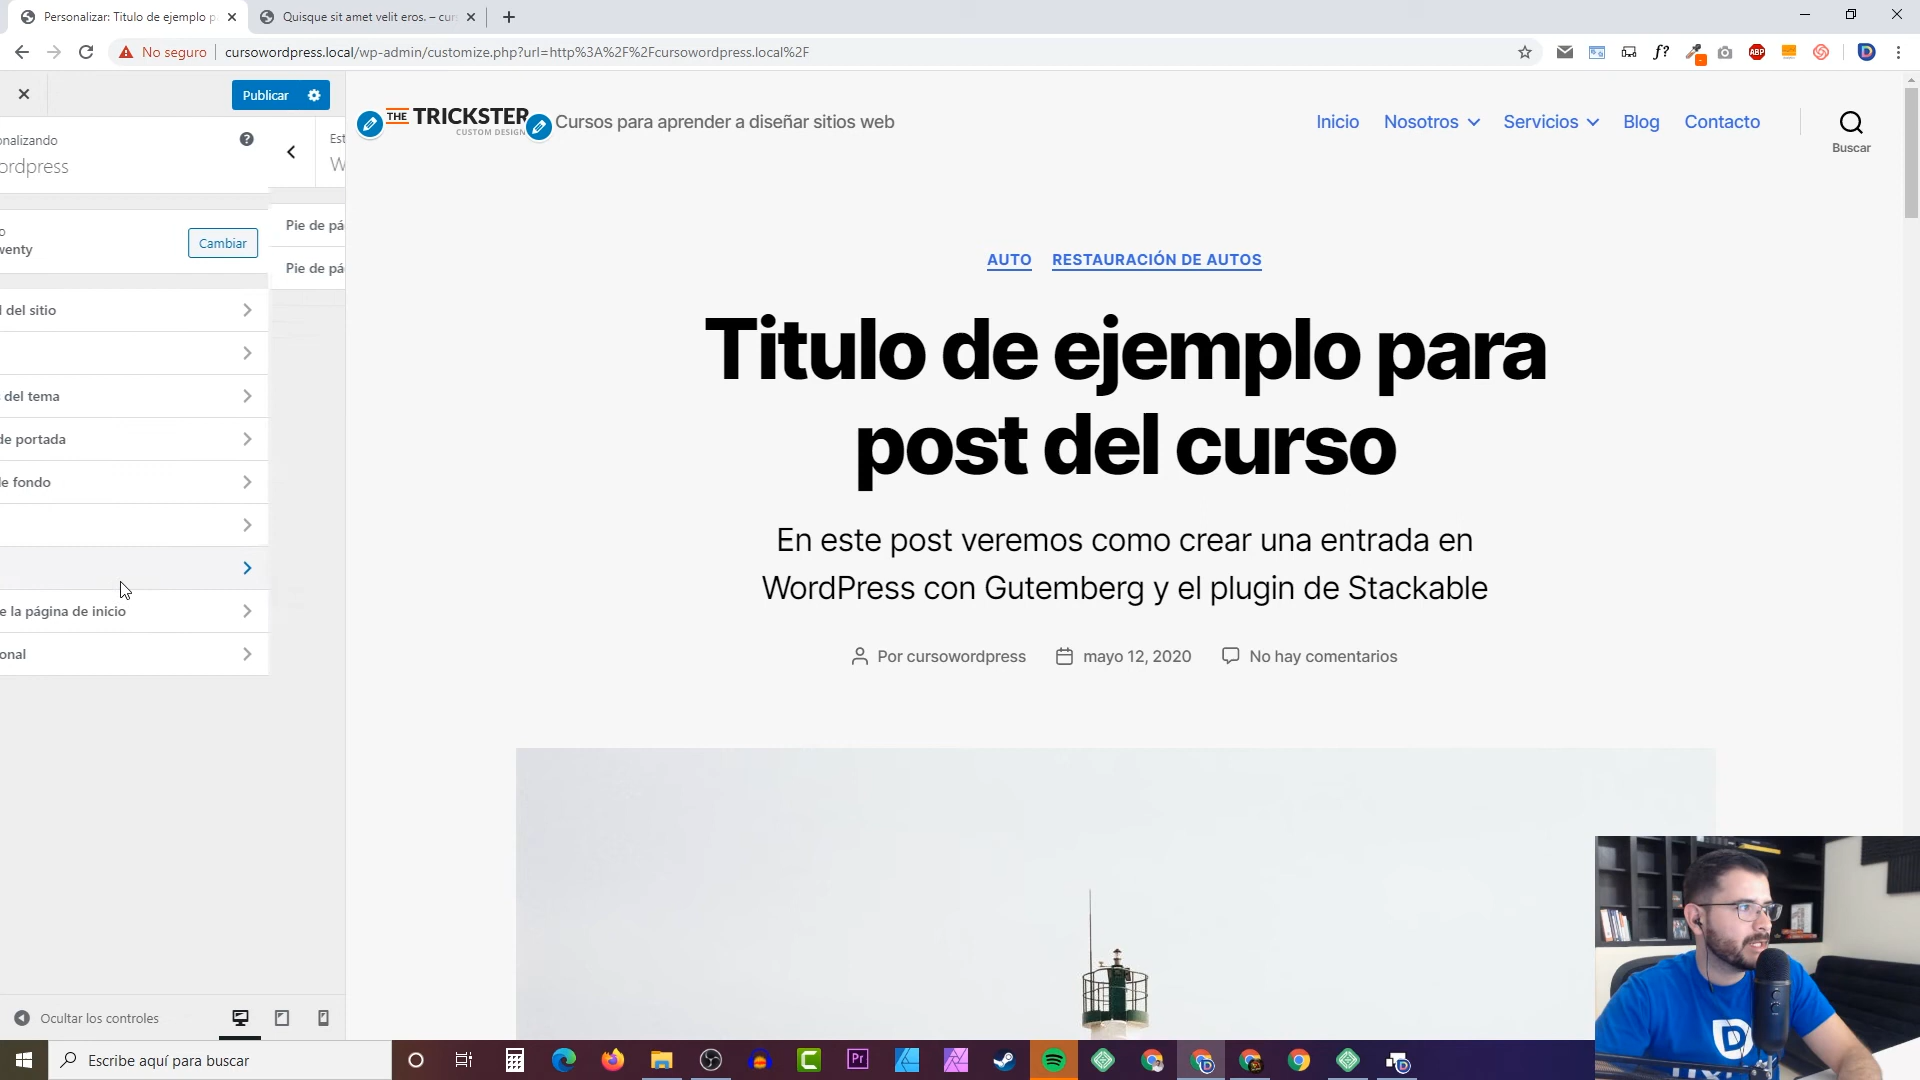 Personalizar: Titulo de ejemplo p
Quisque sit amet velit eros. – cur
No seguro
cursowordpress.local/wp-admin/customize.php?url=http%3A%2F%2Fcursowordpress.local%2F
Publicar
onalizando
ordpress
Est
W
o
wenty
Cambiar
Pie de pá
Pie de pá
l del sitio
del tema
de portada
le fondo
e la página de inicio
onal
Ocultar los controles
THE TRICKSTER
CUSTOM DESIGN
Cursos para aprender a diseñar sitios web
Inicio
Nosotros
Servicios
Blog
Contacto
Buscar
AUTO
RESTAURACIÓN DE AUTOS
Titulo de ejemplo para
post del curso
En este post veremos como crear una entrada en
WordPress con Gutemberg y el plugin de Stackable
Por cursowordpress
mayo 12, 2020
No hay comentarios
Escribe aquí para buscar